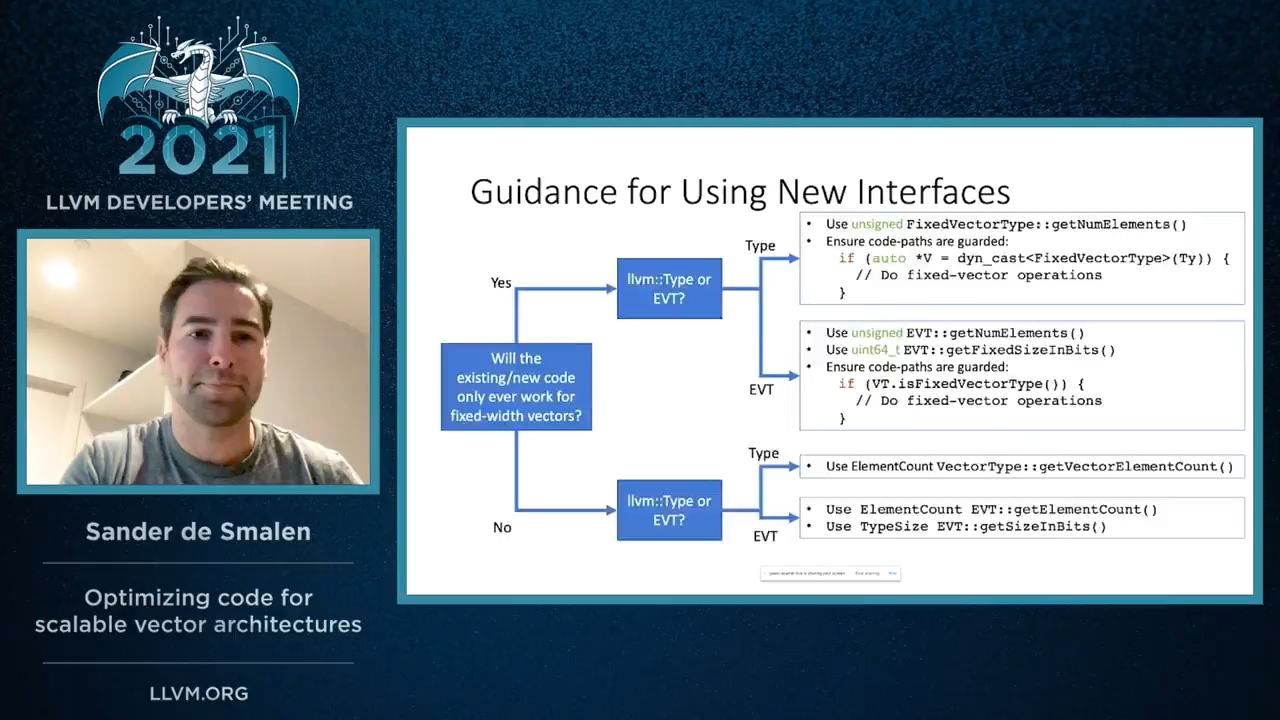 2021
LLVM DEVELOPERS' MEETING
Sander de Smalen
Optimizing code for
scalable vector architectures
LLVM.ORG
Guidance for Using New Interfaces
Will the
existing/new code
only ever work for
fixed-width vectors?
Yes
llvm::Type or
EVT?
Type
• Use unsigned FixedVectorType::getNumElements()
• Ensure code-paths are guarded:
if (auto *V = dyn_cast<FixedVectorType>(Ty)) {
// Do fixed-vector operations
}
EVT
• Use unsigned EVT::getNumElements()
• Use uint64_t EVT::getFixedSizeInBits()
• Ensure code-paths are guarded:
if (VT.isFixedVectorType()) {
// Do fixed-vector operations
}
No
llvm::Type or
EVT?
Type
• Use ElementCount VectorType::getVectorElementCount()
EVT
• Use ElementCount EVT::getElementCount()
• Use TypeSize EVT::getSizeInBits()